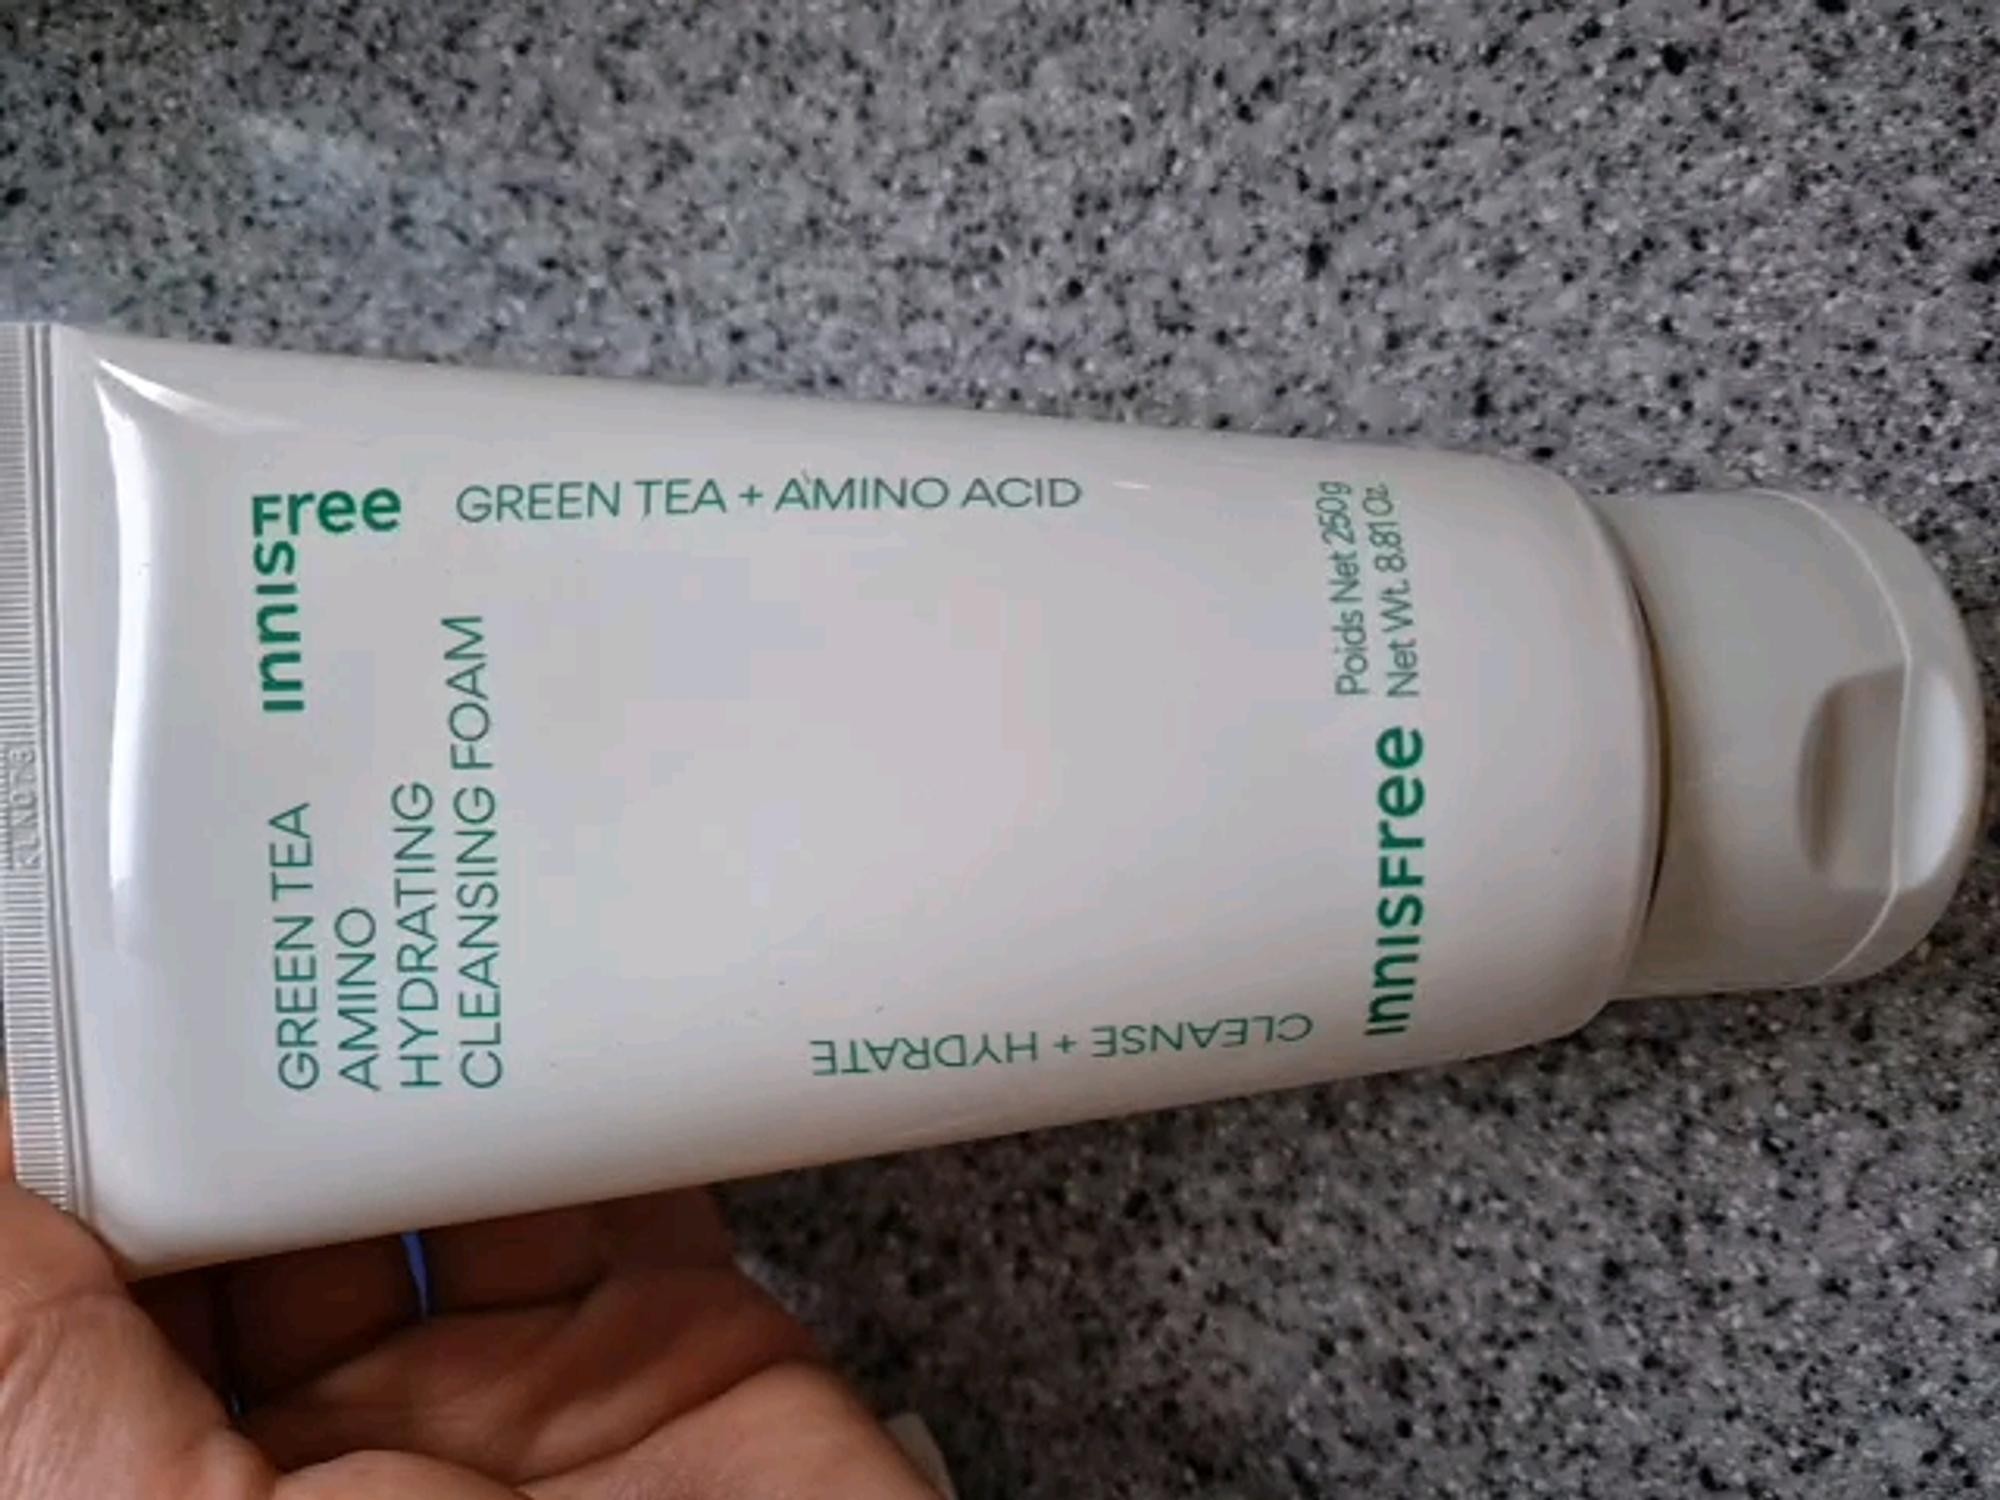 INNISFree
GREEN TEA
AMINO
HYDRATING
CLEANSING FOAM
GREEN TEA + AMINO ACID
CLEANSE + HYDRATE
INNISFree
Poids Net 250g
Net Wt. 8.81 Oz